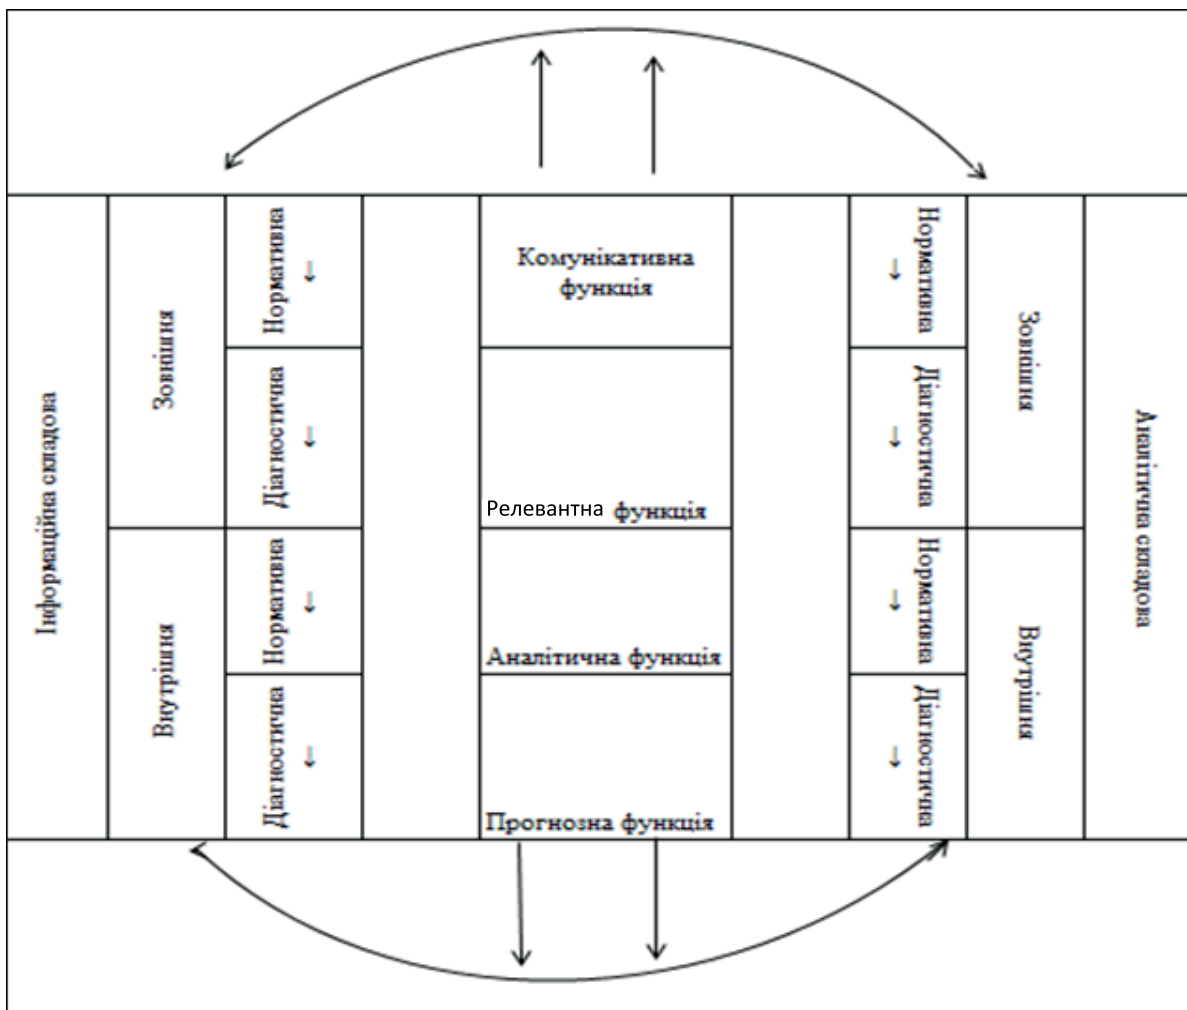 Інформаційна складова
Зовнішня
Внутрішня
Нормативна
Діагностична
Нормативна
Діагностична
Комунікативна
функція
Релевантна функція
Аналітична функція
Прогнозна функція
Нормативна
Діагностична
Нормативна
Діагностична
Зовнішня
Внутрішня
Аналітична складова